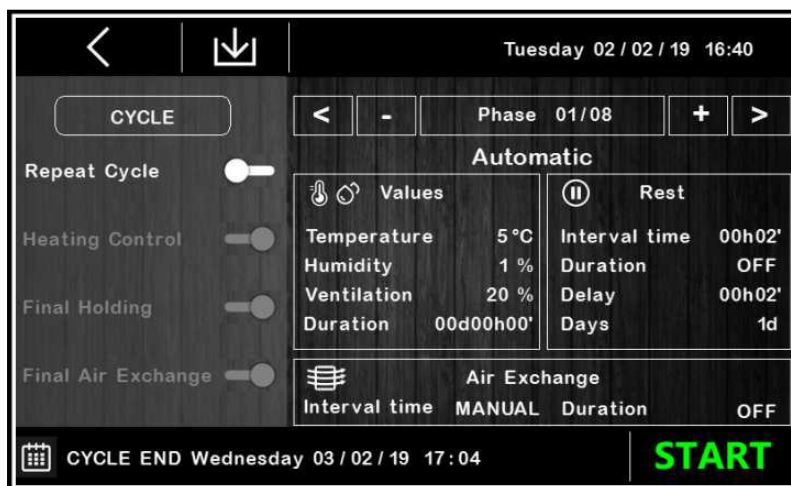 Tuesday 02 / 02 / 19 16:40
CYCLE
Repeat Cycle
Heating Control
Final Holding
Final Air Exchange
< - Phase 01/08 + >
Automatic
Values
Temperature 5°C
Humidity 1 %
Ventilation 20 %
Duration 00d00h00'
Rest
Interval time 00h02'
Duration OFF
Delay 00h02'
Days 1d
Air Exchange
Interval time MANUAL Duration OFF
CYCLE END Wednesday 03 / 02 / 19 17:04
START